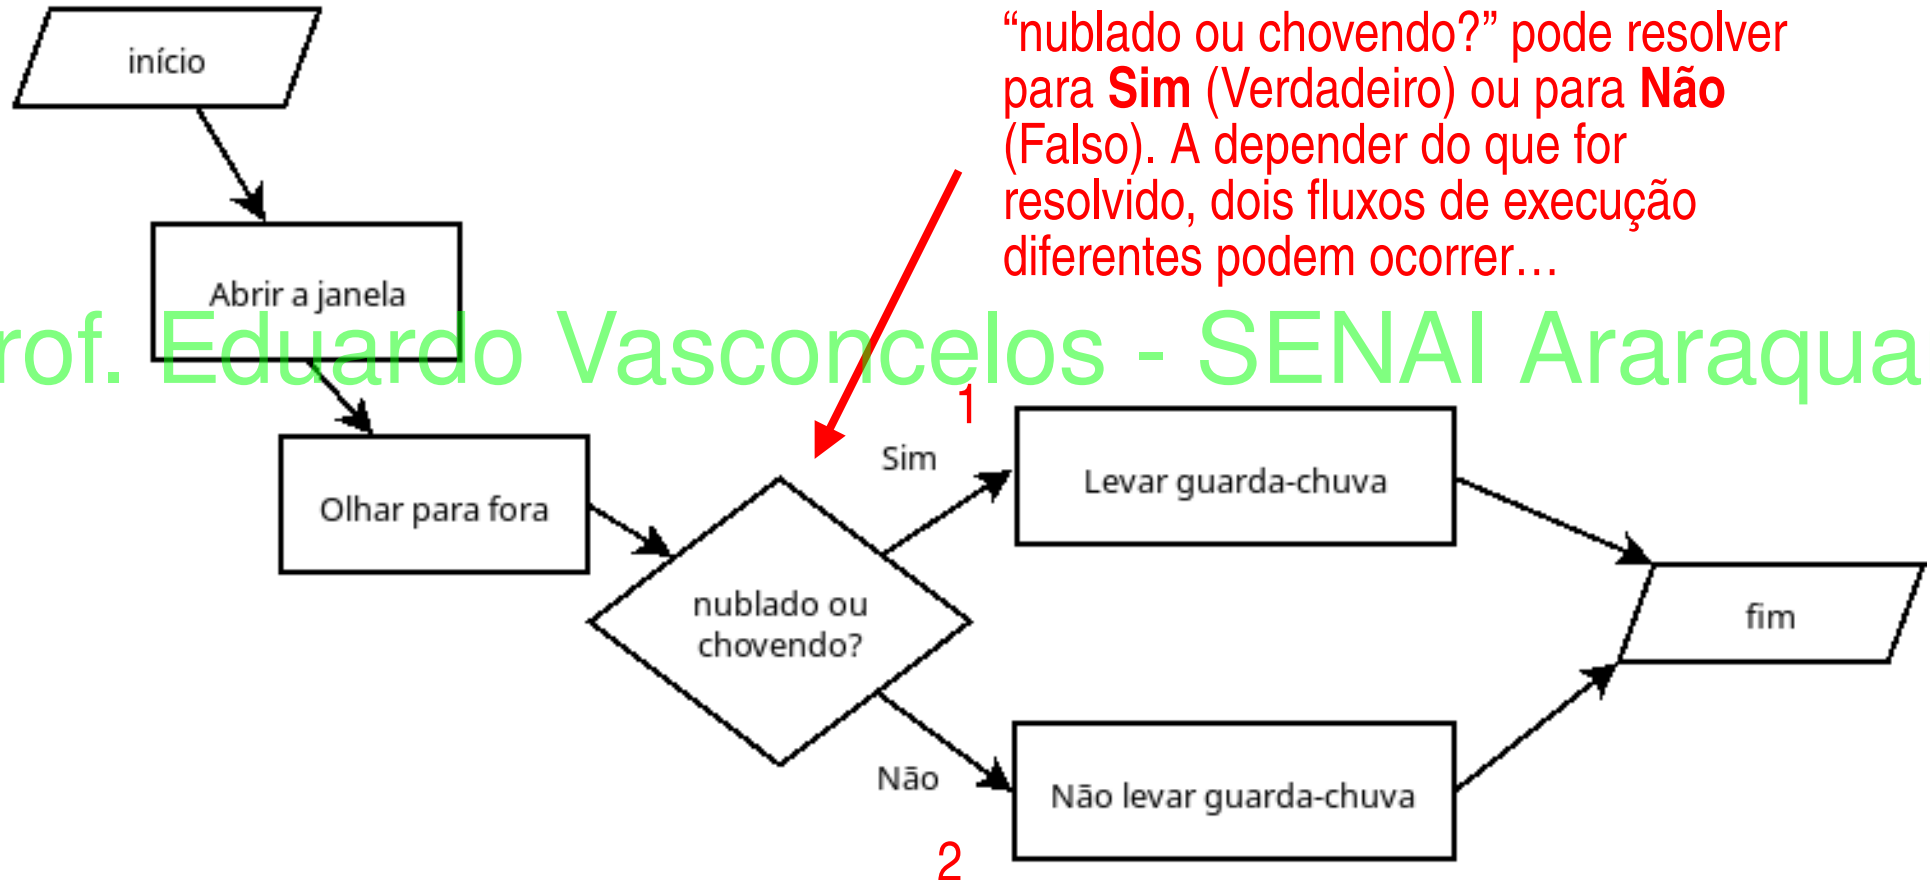 início
“nublado ou chovendo?” pode resolver
para Sim (Verdadeiro) ou para Não
(Falso). A depender do que for
resolvido, dois fluxos de execução
diferentes podem ocorrer…
Abrir a janela
rof. Eduardo Vasconcelos - SENAI Araraqua
1
Sim
Levar guarda-chuva
Olhar para fora
nublado ou
chovendo?
fim
Não
Não levar guarda-chuva
2